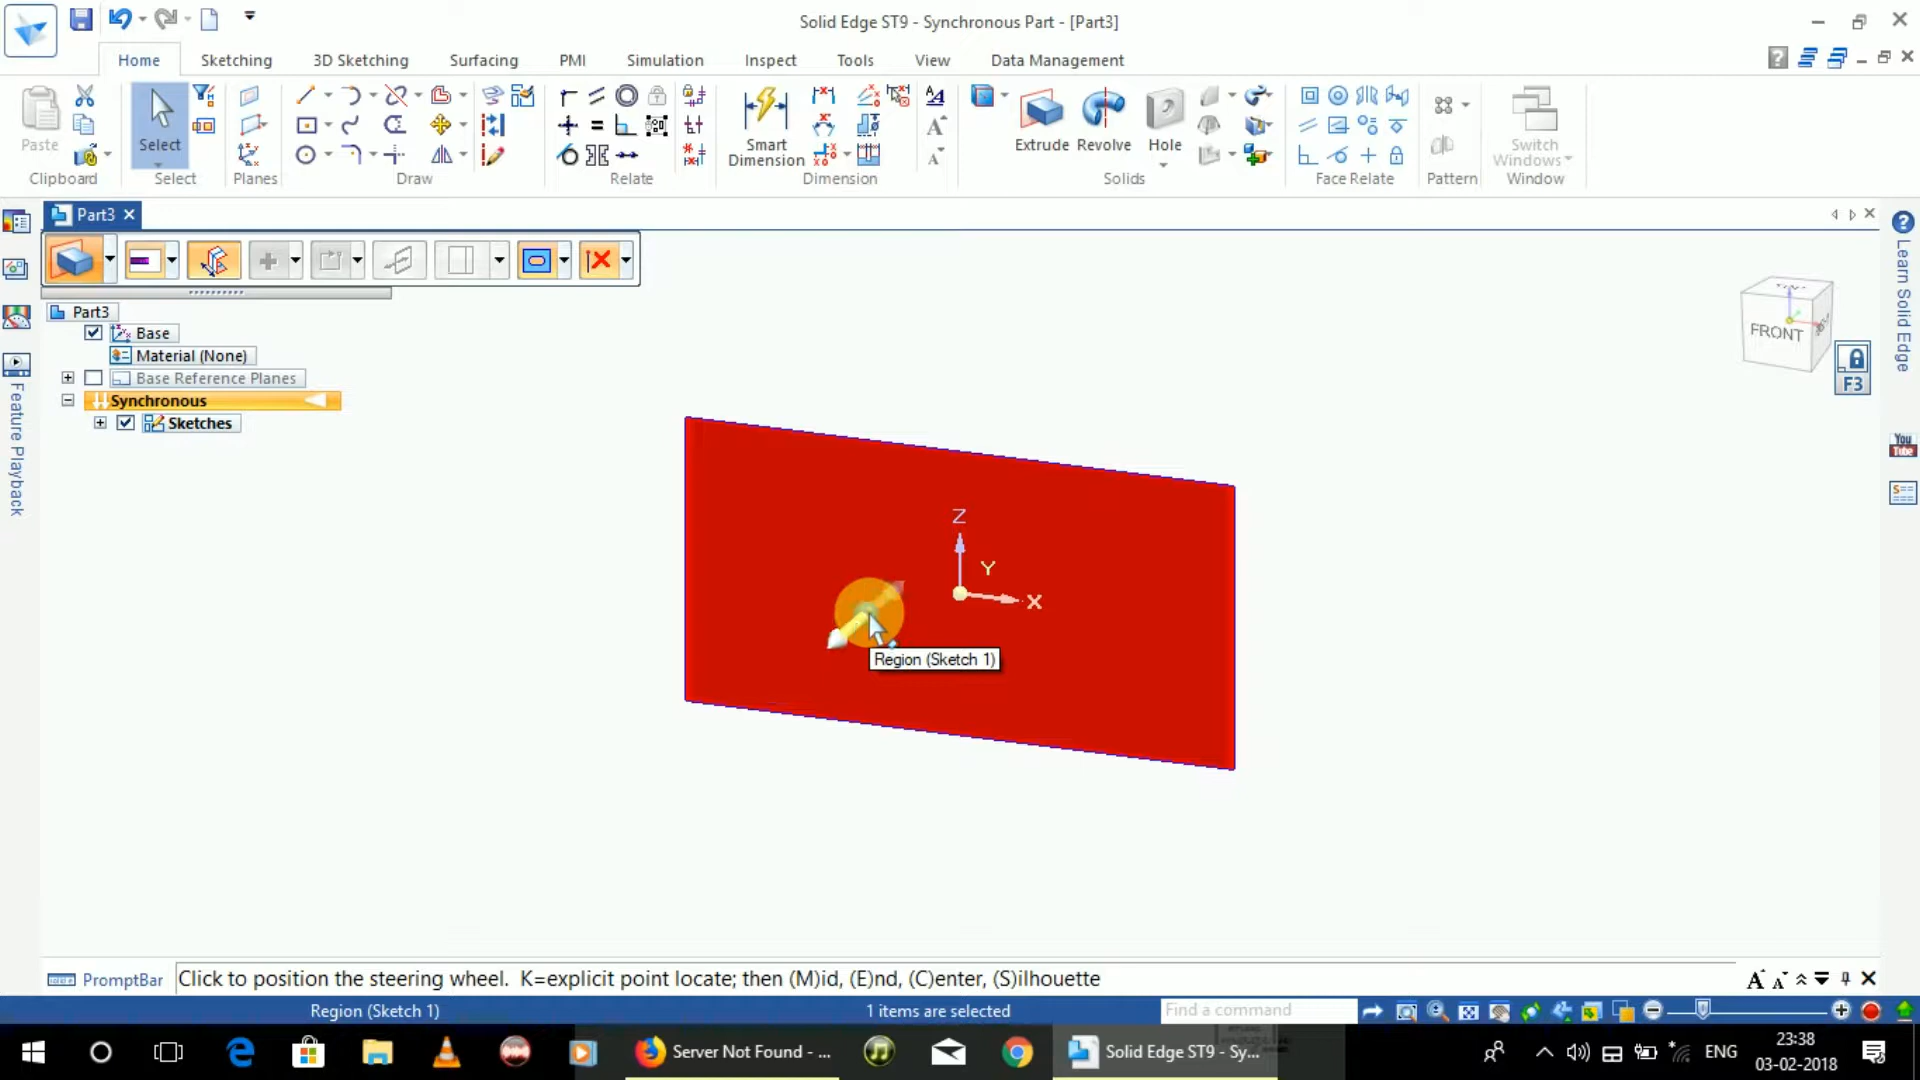 Solid Edge ST9 - Synchronous Part - [Part3]
Home
Sketching
3D Sketching
Surfacing
PMI
Simulation
Inspect
Tools
View
Data Management
Paste
Clipboard
Select
Select
Planes
Draw
Relate
Smart
Dimension
Dimension
Extrude
Revolve
Hole
Solids
Face Relate
Pattern
Switch
Windows
Window
Part3
Part3
Base
Material (None)
Base Reference Planes
Synchronous
Sketches
Feature Playback
Learn Solid Edge
You
Tube
FRONT
F3
Z
Y
X
Region (Sketch 1)
PromptBar
Click to position the steering wheel. K=explicit point locate; then (M)id, (E)nd, (C)enter, (S)ilhouette
Region (Sketch 1)
1 items are selected
Find a command
Server Not Found - ...
Solid Edge ST9 - Sy...
ENG
23:38
03-02-2018